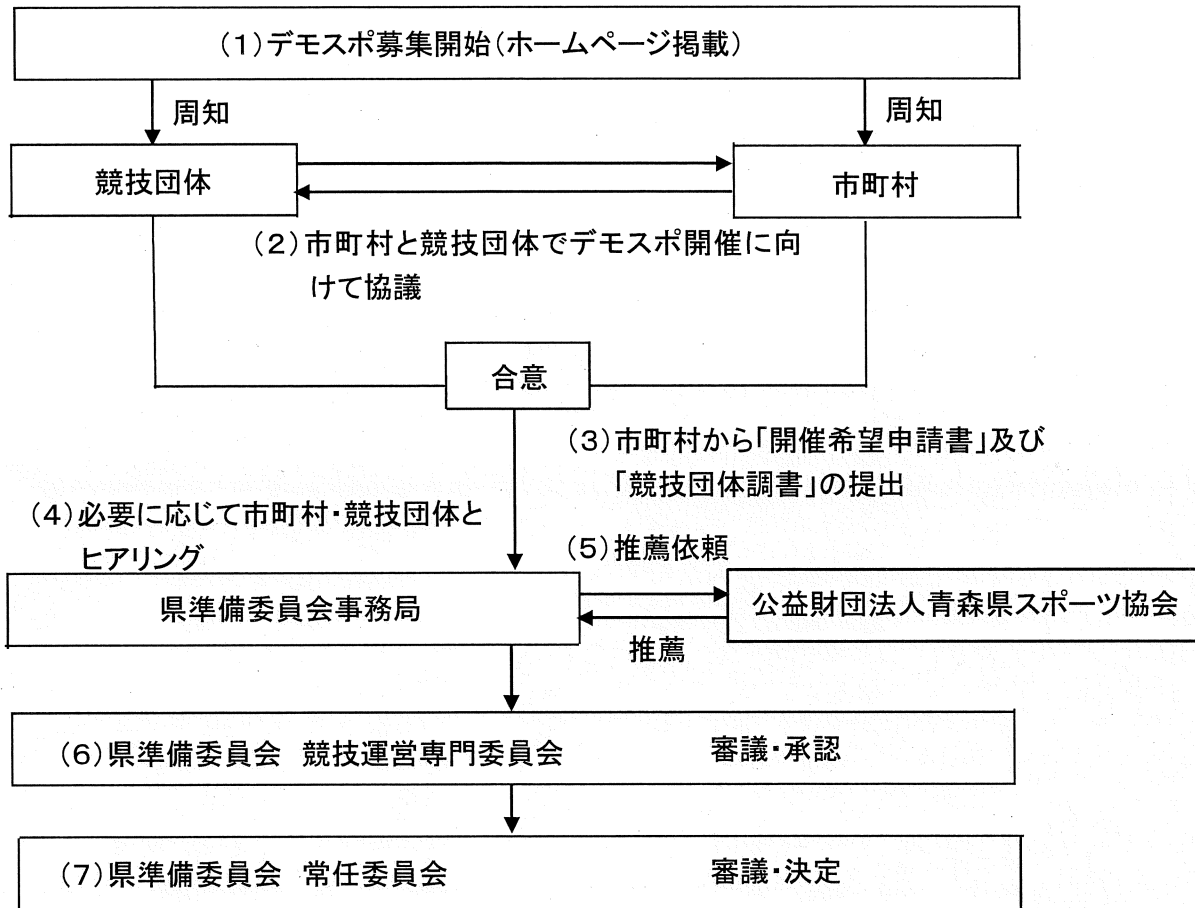 (1)デモスポ募集開始(ホームページ掲載)
周知
周知
競技団体
市町村
(2)市町村と競技団体でデモスポ開催に向
けて協議
合意
(3)市町村から「開催希望申請書」及び
「競技団体調書」の提出
(4)必要に応じて市町村・競技団体と
ヒアリング
(5)推薦依頼
県準備委員会事務局
公益財団法人青森県スポーツ協会
推薦
(6)県準備委員会 競技運営専門委員会 審議・承認
(7)県準備委員会 常任委員会 審議・決定